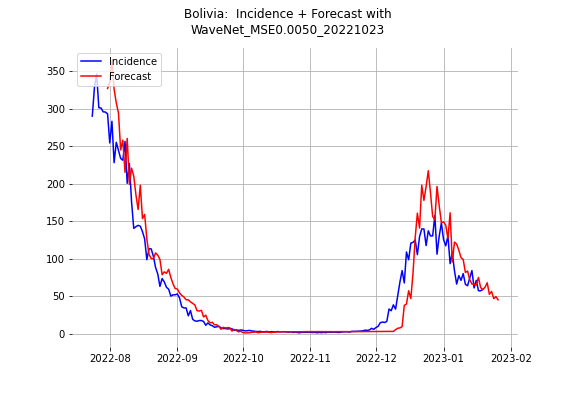 Bolivia:  Incidence + Forecast with
WaveNet_MSE0.0050_20221023
Incidence
Forecast
350
300
250
200
150
100
50
0
2022-08 2022-09 2022-10 2022-11 2022-12 2023-01 2023-02